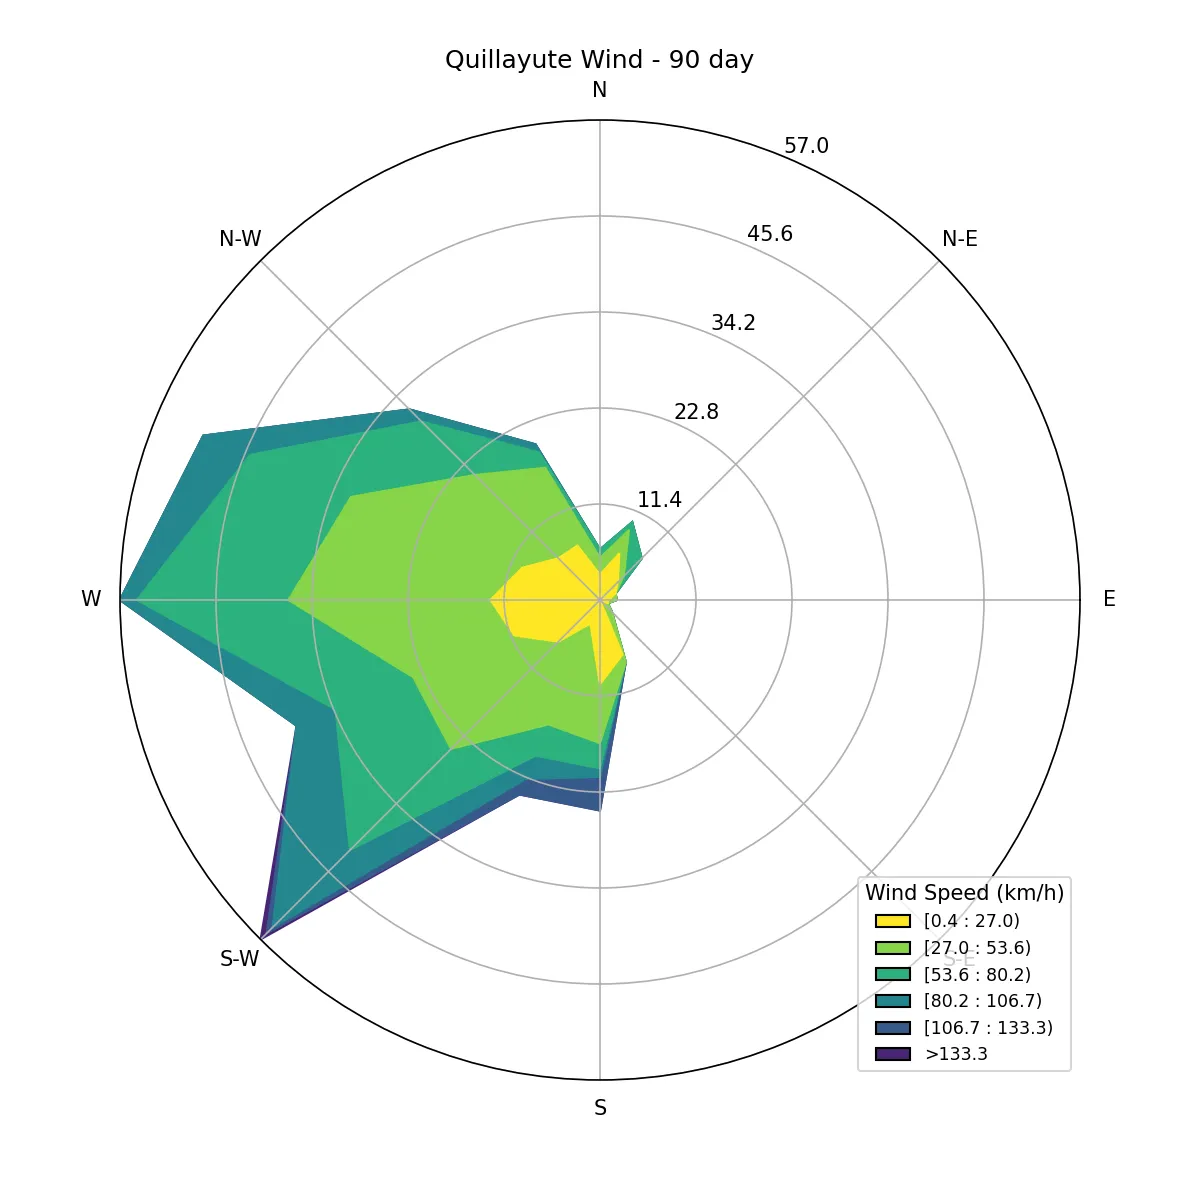 Quillayute Wind - 90 day
N
57.0
N-W
45.6
N-E
34.2
22.8
11.4
W
E
S-W
S-E
Wind Speed (km/h)
[0.4 : 27.0)
[27.0 : 53.6)
[53.6 : 80.2)
[80.2 : 106.7)
[106.7 : 133.3)
>133.3
S